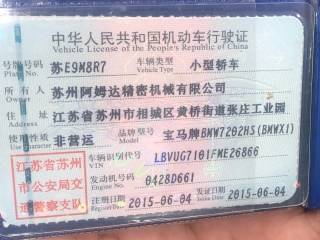 中华人民共和国机动车行驶证
Vehicle License of the People's Republic of China
号牌号码 苏E9M8R7 车辆类型 小型轿车
Plate No. Vehicle Type
所有人 苏州阿姆达精密机械有限公司
Owner
住址 江苏省苏州市相城区黄桥街道张庄工业园
Address
使用性质 非营运 品牌型号 宝马牌BMW7202HS(BMWX1)
Use Character Model
江苏省苏州市公安局交通警察支队
车辆识别代号 LBVUG7101FME26866
VIN
发动机号码 0428D661
Engine No.
注册日期 2015-06-04 发证日期 2015-06-04
Register Date Issue Date